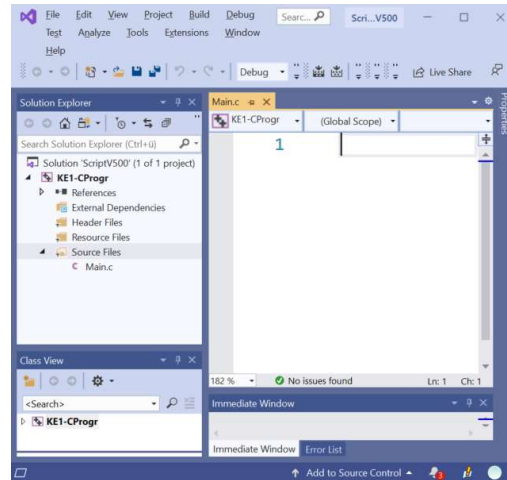 File Edit View Project Build Debug Searc... Scri...V500
Test Analyze Tools Extensions Window
Help
Debug Live Share
Solution Explorer
Main.c
Properties
KE1-CProgr (Global Scope)
Search Solution Explorer (Ctrl+ü)
1
Solution 'ScriptV500' (1 of 1 project)
KE1-CProgr
References
External Dependencies
Header Files
Resource Files
Source Files
C Main.c
Class View
182 % No issues found Ln: 1 Ch: 1
<Search>
Immediate Window
KE1-CProgr
Immediate Window Error List
Add to Source Control 3